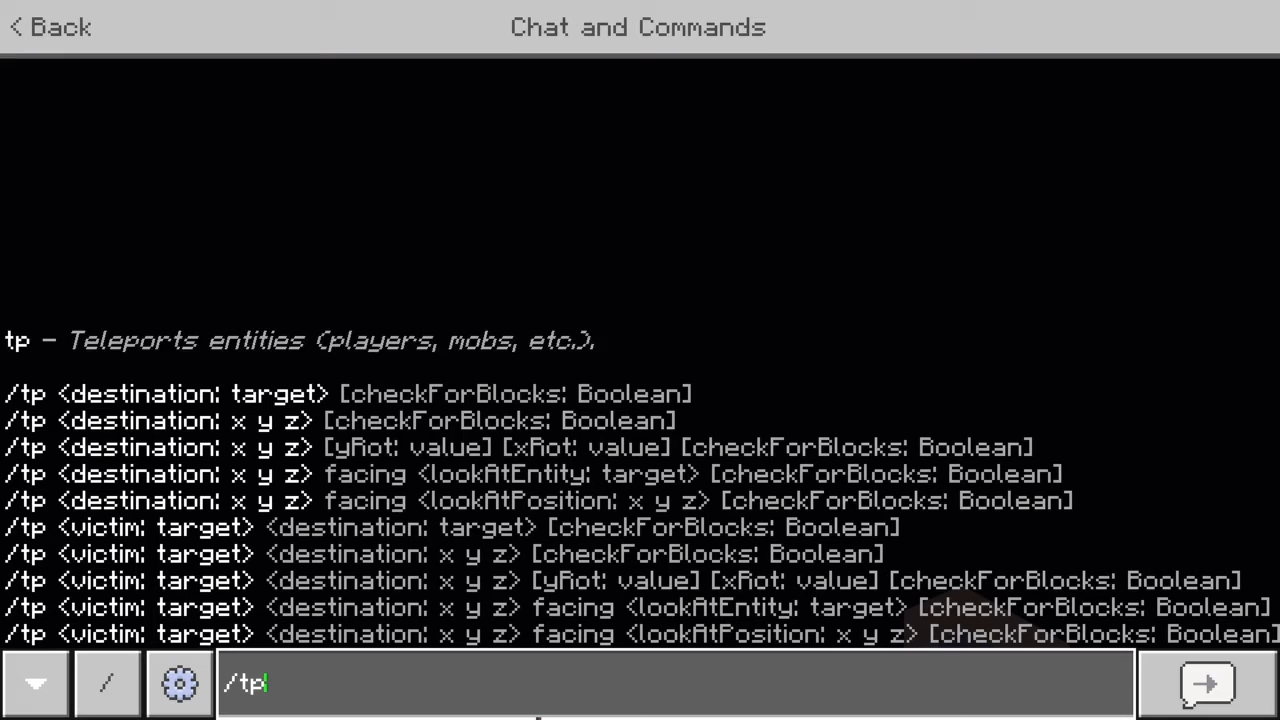 < Back
Chat and Commands
tp - Teleports entities (players, mobs, etc.).
/tp <destination: target> [checkForBlocks: Boolean]
/tp <destination: x y z> [checkForBlocks: Boolean]
/tp <destination: x y z> [yRot: value] [xRot: value] [checkForBlocks: Boolean]
/tp <destination: x y z> facing <lookAtEntity: target> [checkForBlocks: Boolean]
/tp <destination: x y z> facing <lookAtPosition: x y z> [checkForBlocks: Boolean]
/tp <victim: target> <destination: target> [checkForBlocks: Boolean]
/tp <victim: target> <destination: x y z> [checkForBlocks: Boolean]
/tp <victim: target> <destination: x y z> [yRot: value] [xRot: value] [checkForBlocks: Boolean]
/tp <victim: target> <destination: x y z> facing <lookAtEntity: target> [checkForBlocks: Boolean]
/tp <victim: target> <destination: x y z> facing <lookAtPosition: x y z> [checkForBlocks: Boolean]
/
/tp